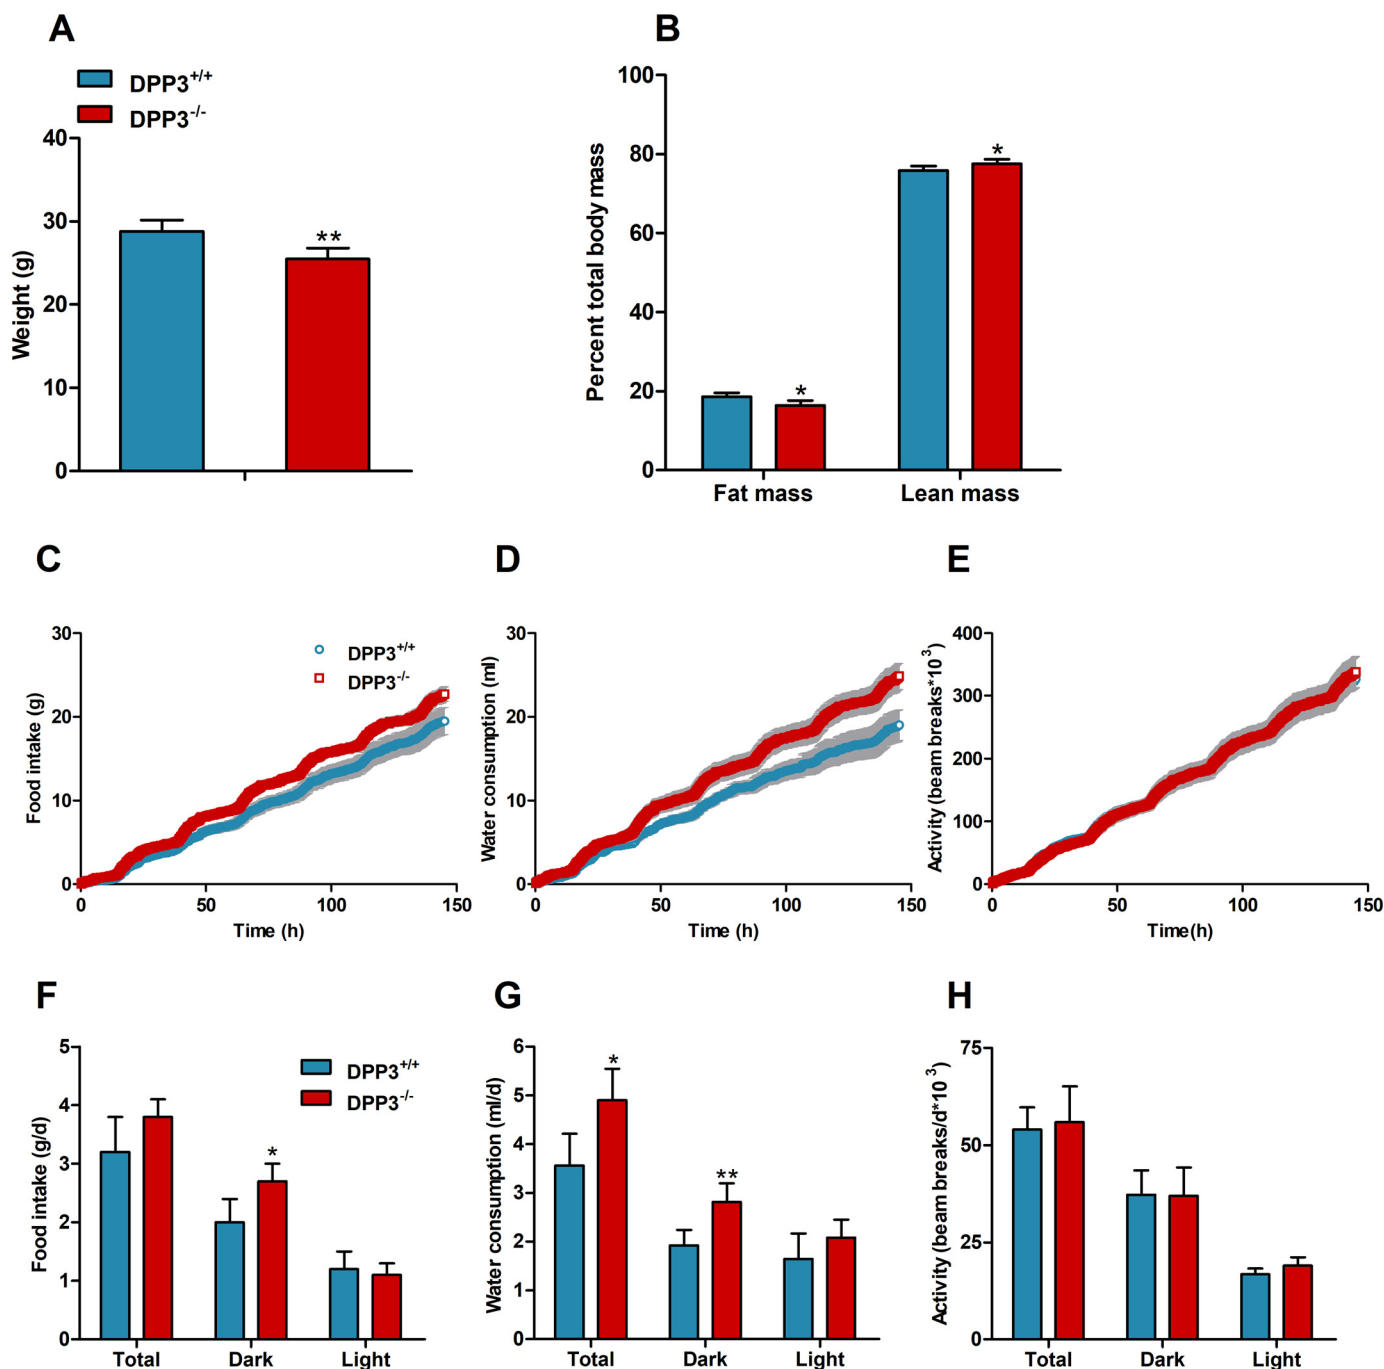 A
DPP3+/+
DPP3-/-
Weight (g)
40
30
20
10
0
**
B
Percent total body mass
100
80
60
40
20
0
*
*
Fat mass
Lean mass
C
Food intake (g)
30
20
10
0
DPP3+/+
DPP3-/-
0
50
100
150
Time (h)
D
Water consumption (ml)
30
20
10
0
0
50
100
150
Time (h)
E
Activity (beam breaks*10^3)
400
300
200
100
0
0
50
100
150
Time(h)
F
Food intake (g/d)
5
4
3
2
1
0
DPP3+/+
DPP3-/-
*
Total
Dark
Light
G
Water consumption (ml/d)
6
5
4
3
2
1
0
*
**
Total
Dark
Light
H
Activity (beam breaks/d*10^3)
75
50
25
0
Total
Dark
Light